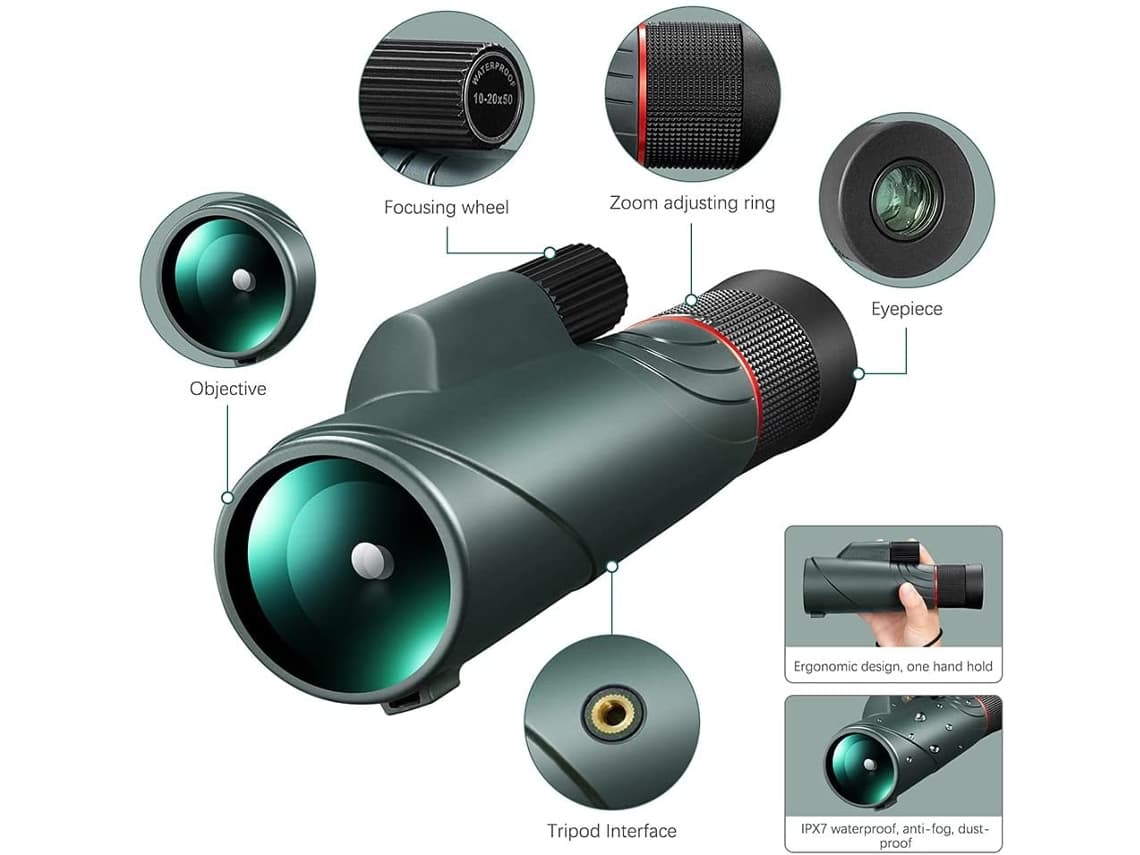 WATERPROOF
10-20x50
Focusing wheel
Zoom adjusting ring
Eyepiece
Objective
Ergonomic design, one hand hold
Tripod Interface
IPX7 waterproof, anti-fog, dust-
proof